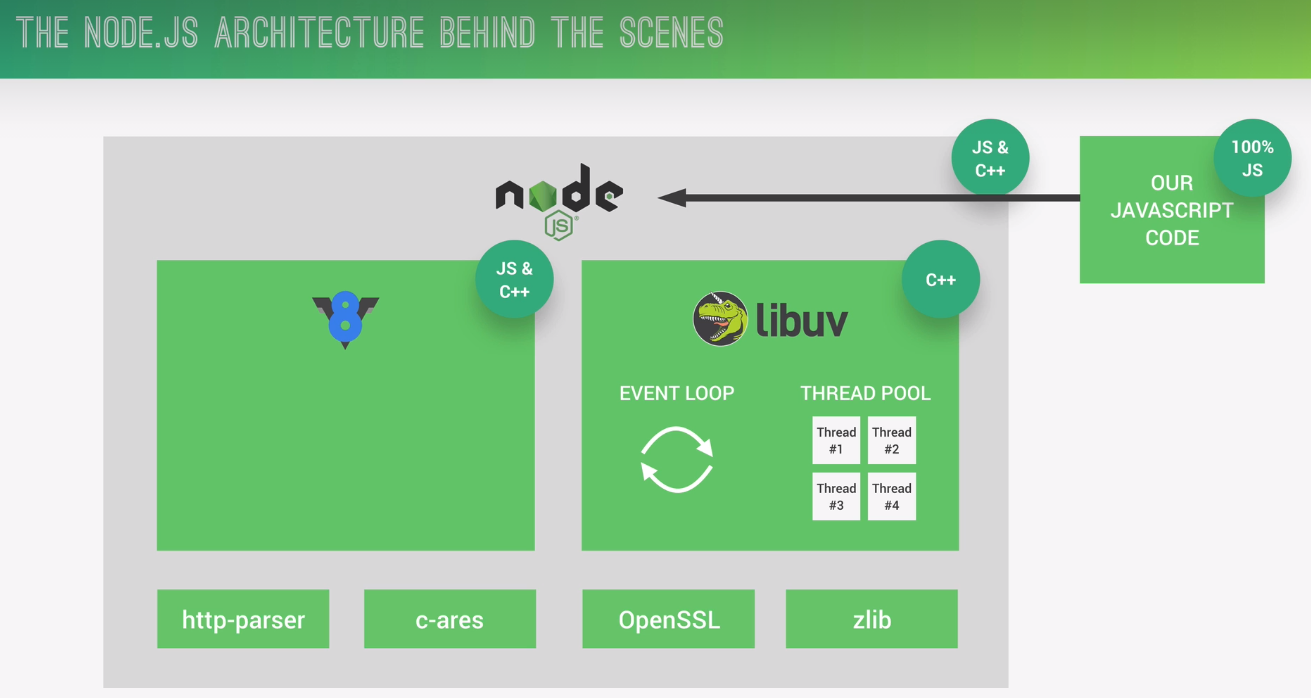 THE NODE.JS ARCHITECTURE BEHIND THE SCENES
JS &
C++
100%
JS
OUR
JAVASCRIPT
CODE
node
JS
JS &
C++
V8
C++
libuv
EVENT LOOP
THREAD POOL
Thread
#1
Thread
#2
Thread
#3
Thread
#4
http-parser
c-ares
OpenSSL
zlib